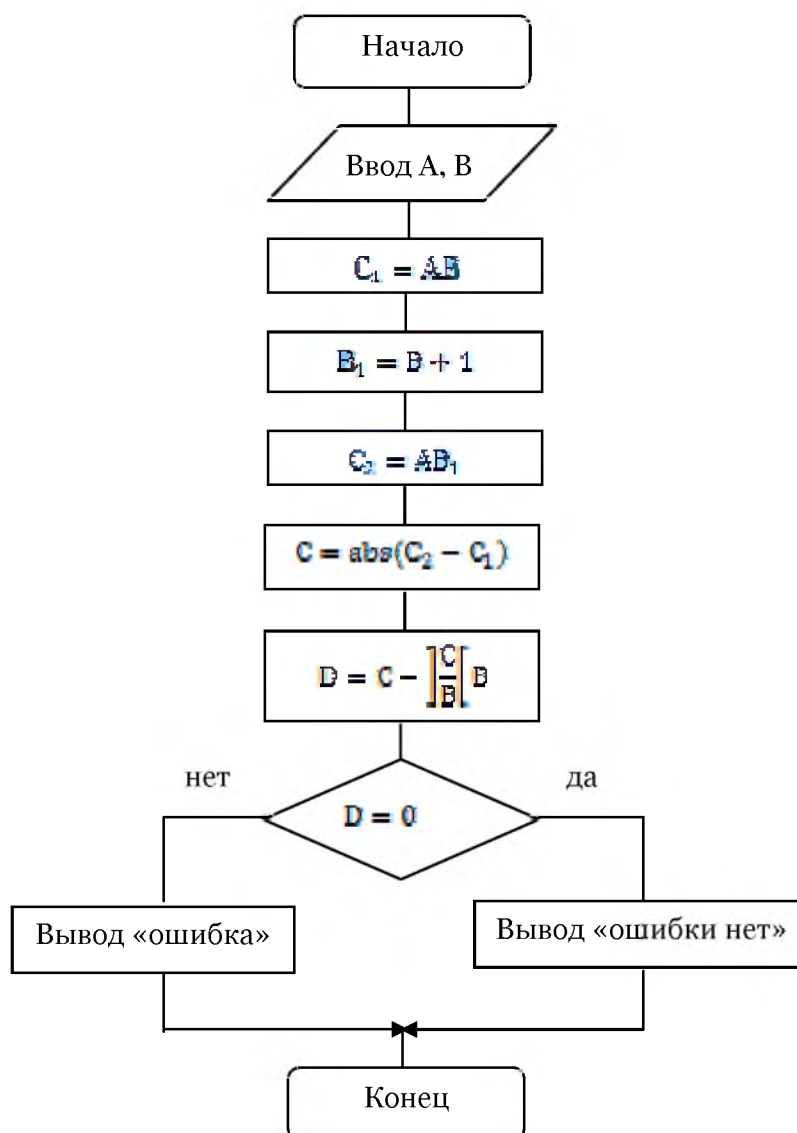 Начало
Ввод A, B
C₁ = AB
B₁ = B + 1
C₂ = AB₁
C = abs(C₂ − C₁)
D = C − ]C/B[ B
нет
да
D = 0
Вывод «ошибка»
Вывод «ошибки нет»
Конец